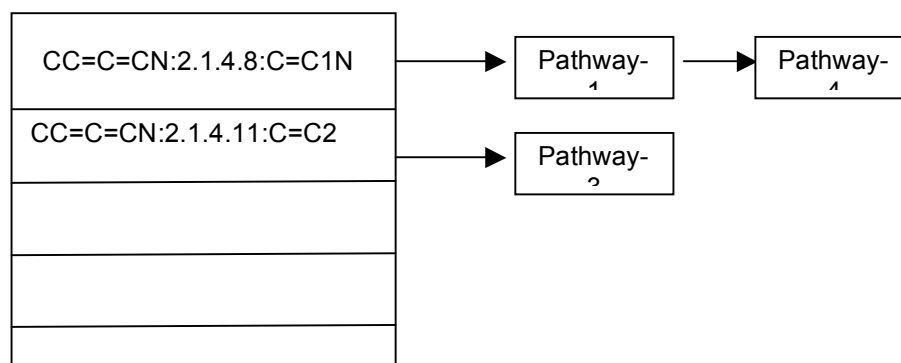 CC=C=CN:2.1.4.8:C=C1N
Pathway-
Pathway-
CC=C=CN:2.1.4.11:C=C2
Pathway-